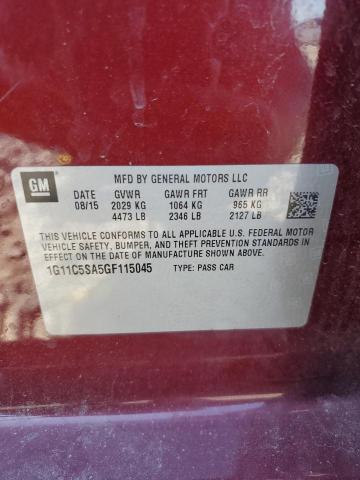 GM
MFD BY GENERAL MOTORS LLC
DATE GVWR GAWR FRT GAWR RR
08/15 2029 KG 1064 KG 965 KG
4473 LB 2346 LB 2127 LB
THIS VEHICLE CONFORMS TO ALL APPLICABLE U.S. FEDERAL MOTOR
VEHICLE SAFETY, BUMPER, AND THEFT PREVENTION STANDARDS IN
EFFECT ON THE DATE OF MANUFACTURE SHOWN ABOVE.
1G11C5SA5GF115045 TYPE: PASS CAR